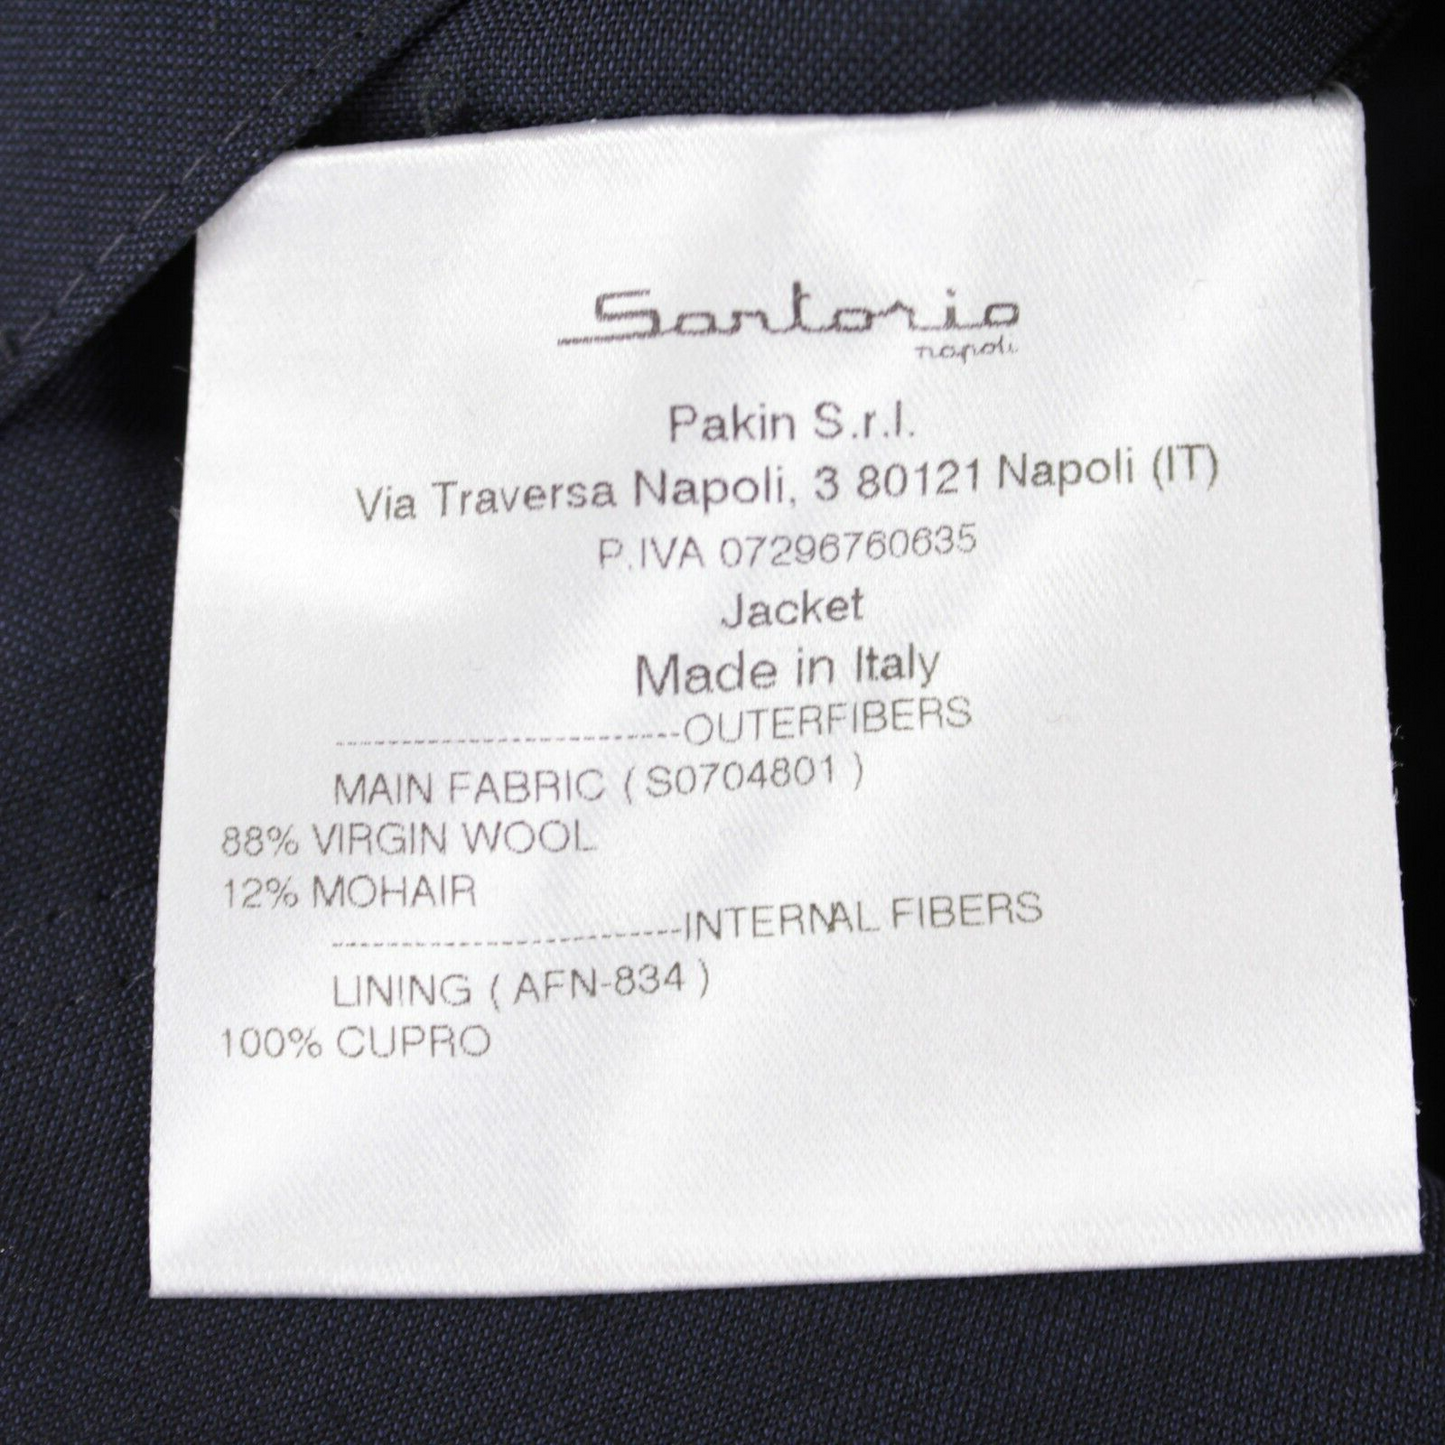 Sartorio
napoli
Pakin S.r.l.
Via Traversa Napoli, 3 80121 Napoli (IT)
P.IVA 07296760635
Jacket
Made in Italy
-------------------------OUTERFIBERS
MAIN FABRIC ( S0704801 )
88% VIRGIN WOOL
12% MOHAIR
-------------------------INTERNAL FIBERS
LINING ( AFN-834 )
100% CUPRO